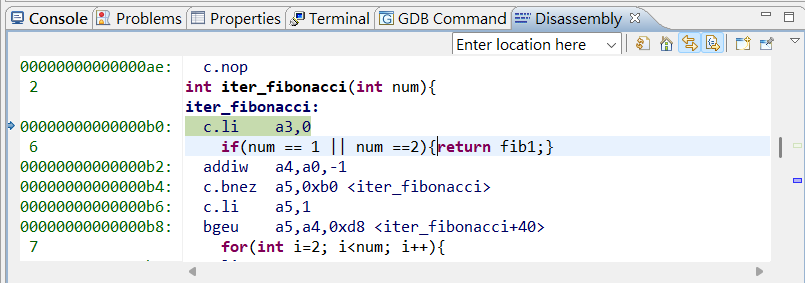 Console Problems Properties Terminal GDB Command Disassembly
Enter location here
00000000000000ae: c.nop
2 int iter_fibonacci(int num){
iter_fibonacci:
00000000000000b0: c.li a3,0
6 if(num == 1 || num ==2){return fib1;}
00000000000000b2: addiw a4,a0,-1
00000000000000b4: c.bnez a5,0xb0 <iter_fibonacci>
00000000000000b6: c.li a5,1
00000000000000b8: bgeu a5,a4,0xd8 <iter_fibonacci+40>
7 for(int i=2; i<num; i++){